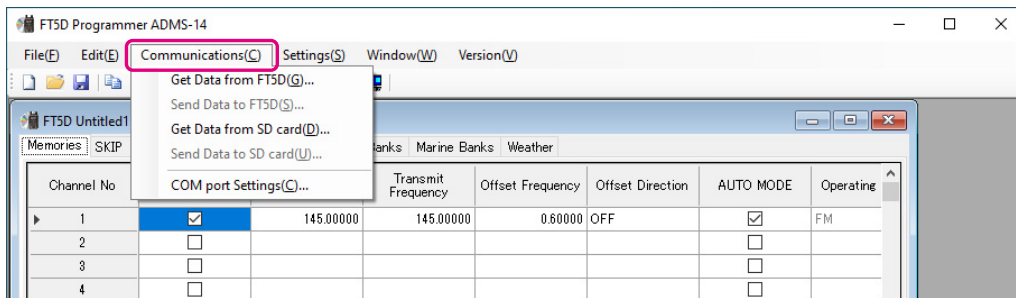 FT5D Programmer ADMS-14
File(F) Edit(E) Communications(C) Settings(S) Window(W) Version(V)
Get Data from FT5D(G)...
Send Data to FT5D(S)...
Get Data from SD card(D)...
Send Data to SD card(U)...
COM port Settings(C)...
FT5D Untitled1
Memories SKIP Banks Marine Banks Weather
Channel No Transmit Frequency Offset Frequency Offset Direction AUTO MODE Operating
1 145.00000 145.00000 0.60000 OFF FM
2
3
4